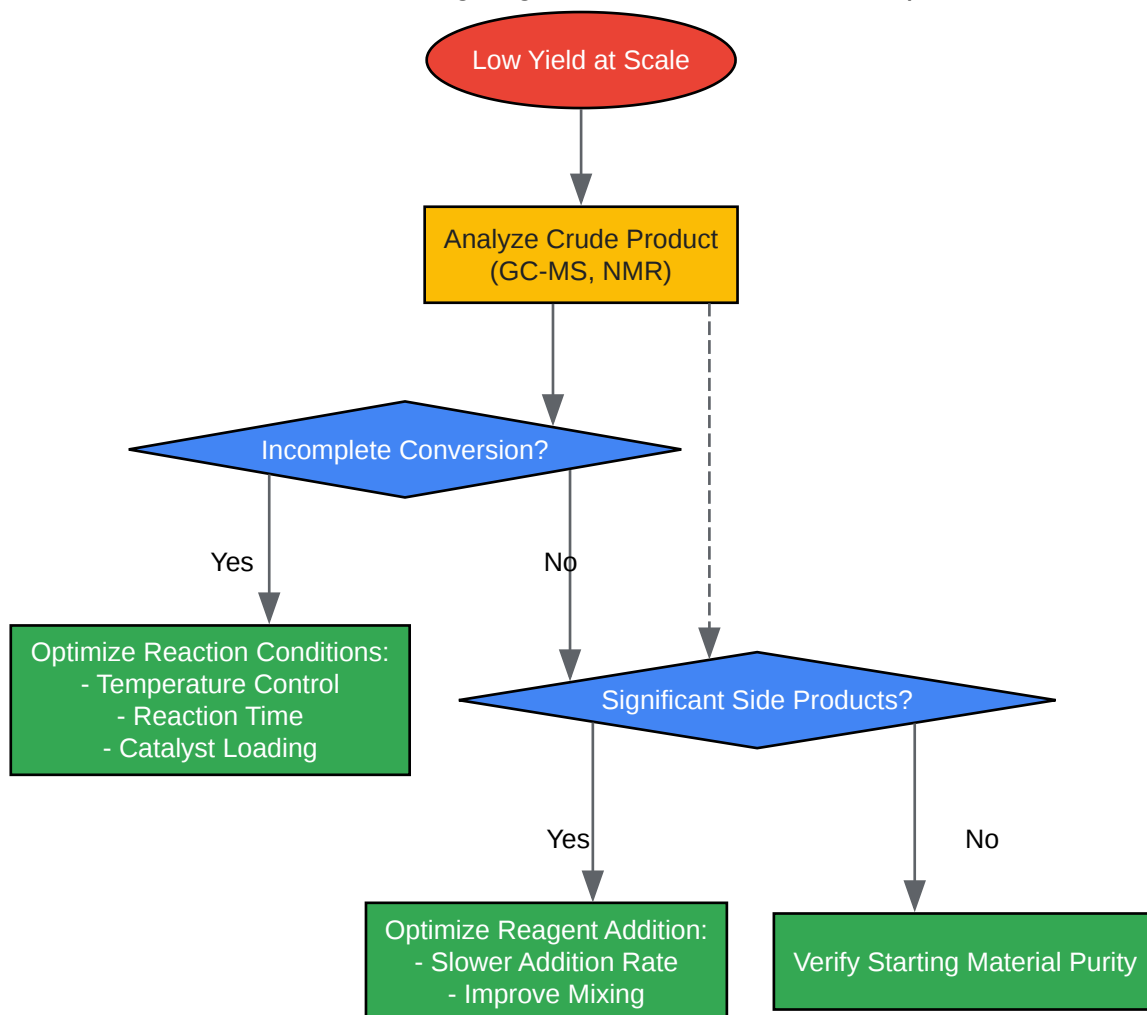 Low Yield at Scale
Analyze Crude Product
(GC-MS, NMR)
Incomplete Conversion?
Yes
No
Optimize Reaction Conditions:
- Temperature Control
- Reaction Time
- Catalyst Loading
Significant Side Products?
Yes
No
Optimize Reagent Addition:
- Slower Addition Rate
- Improve Mixing
Verify Starting Material Purity